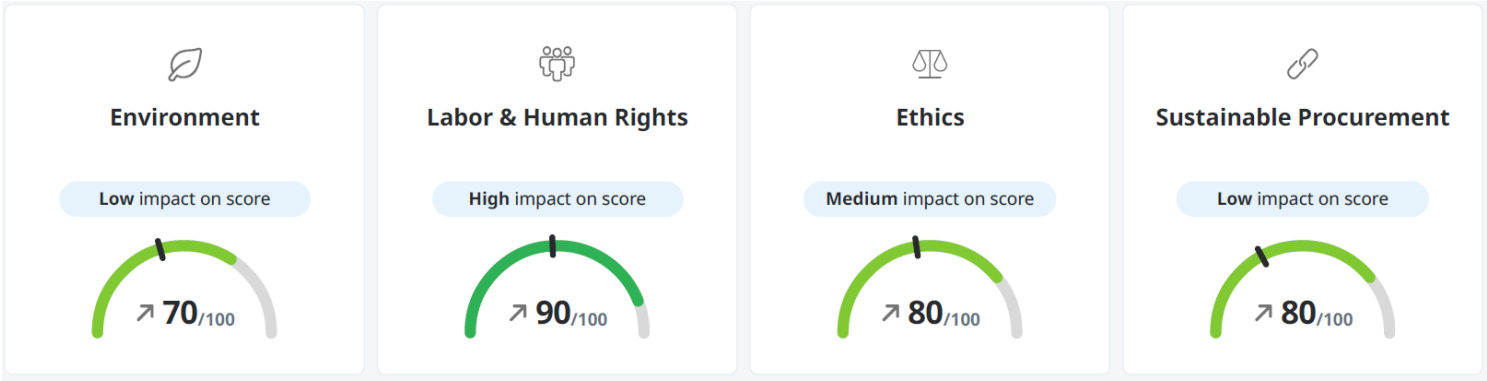 Environment
Low impact on score
70/100
Labor & Human Rights
High impact on score
90/100
Ethics
Medium impact on score
80/100
Sustainable Procurement
Low impact on score
80/100